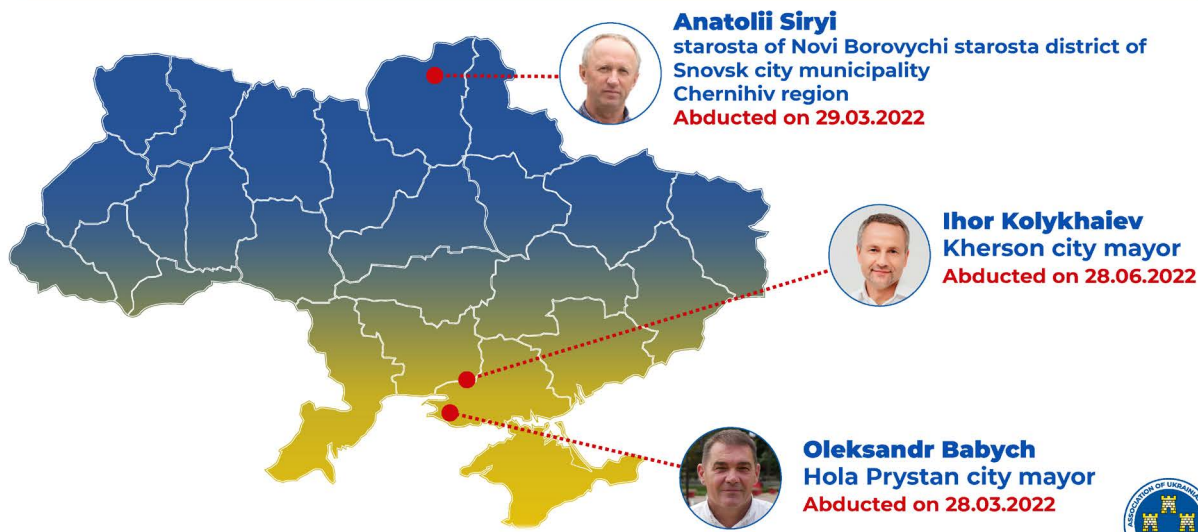 Anatolii Siryi
starosta of Novi Borovychi starosta district of
Snovsk city municipality
Chernihiv region
Abducted on 29.03.2022
Ihor Kolykhaiev
Kherson city mayor
Abducted on 28.06.2022
Oleksandr Babych
Hola Prystan city mayor
Abducted on 28.03.2022
ASSOCIATION OF